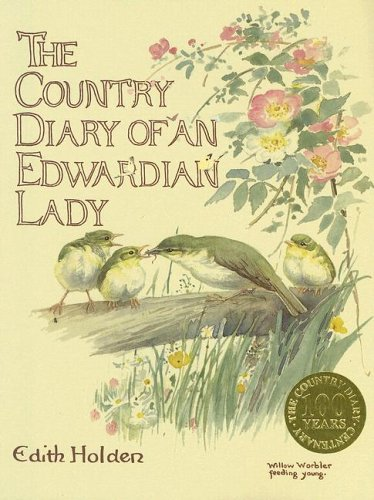 THE
COUNTRY
DIARY OF AN
EDWARDIAN
LADY
THE COUNTRY DIARY
100
YEARS
CENTENARY
Edith Holden
Willow Warbler
feeding young.